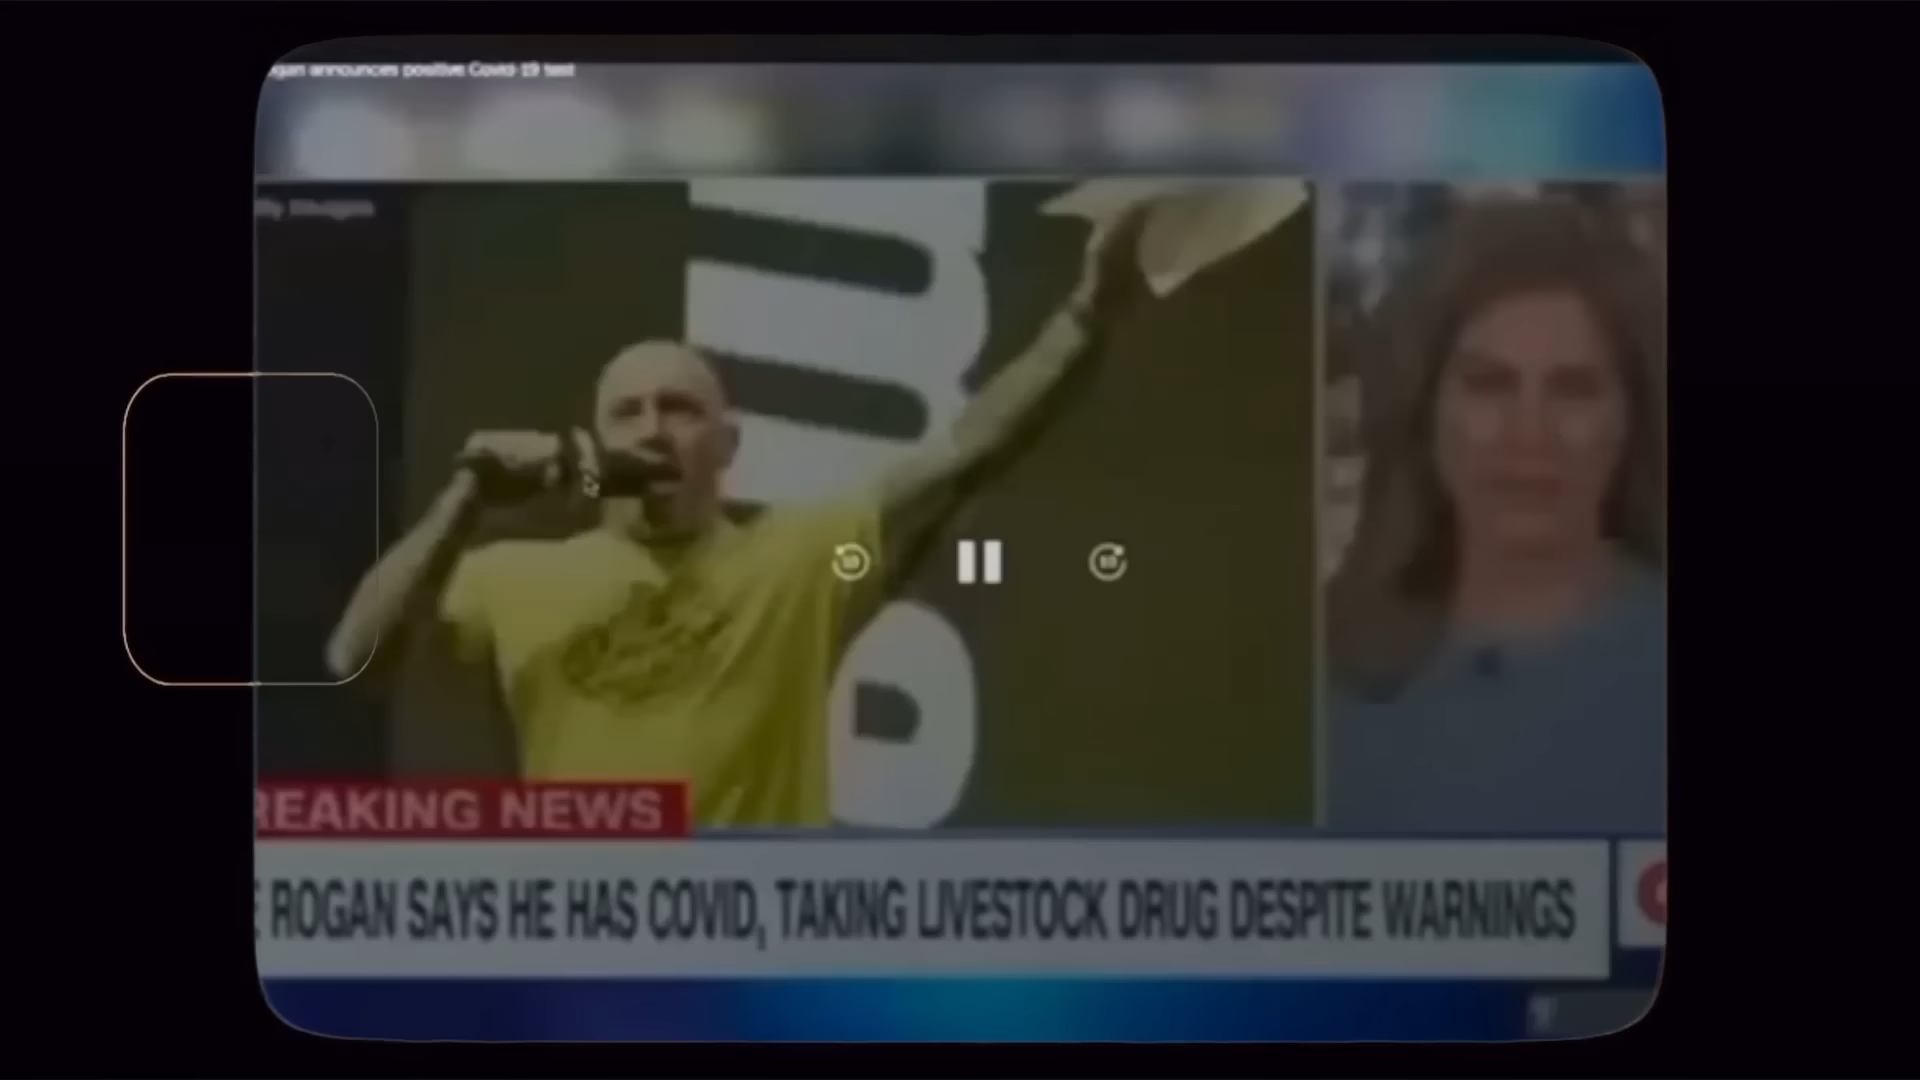 ogan announces positive Covid-19 test
REAKING NEWS
E ROGAN SAYS HE HAS COVID, TAKING LIVESTOCK DRUG DESPITE WARNINGS